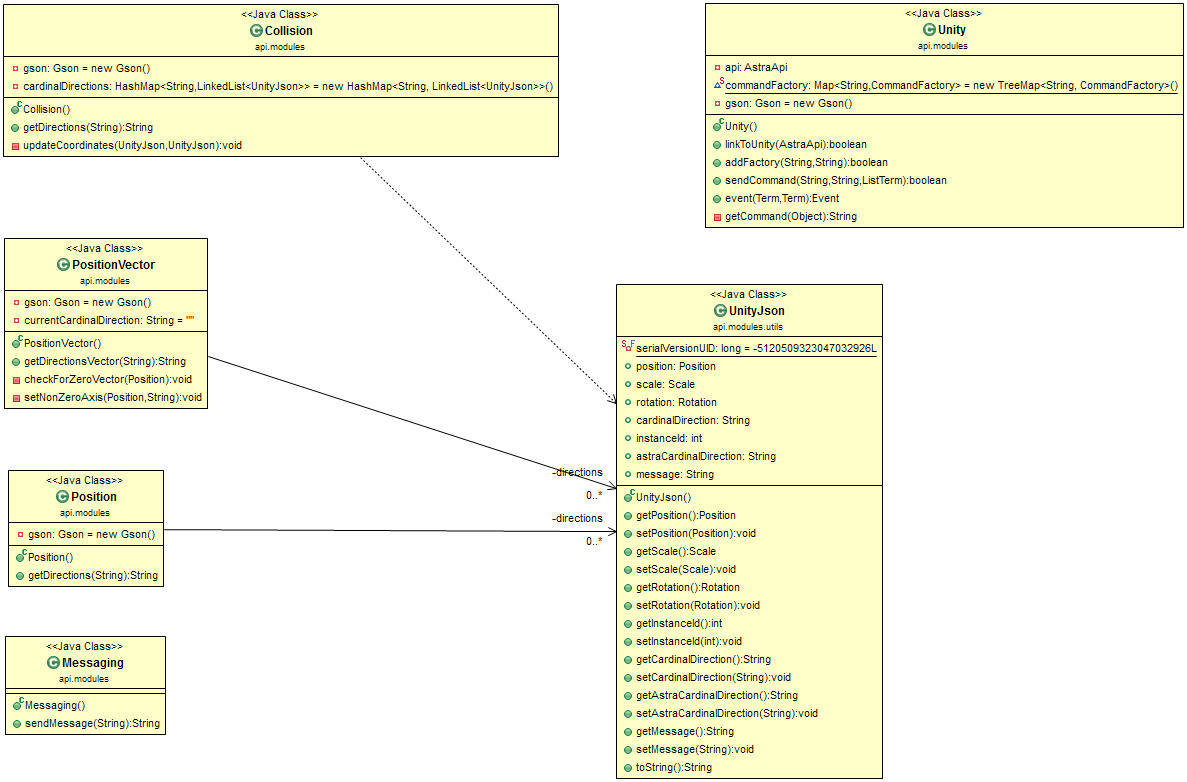 <<Java Class>>
Collision
api.modules
gson: Gson = new Gson()
cardinalDirections: HashMap<String,LinkedList<UnityJson>> = new HashMap<String, LinkedList<UnityJson>>()
Collision()
getDirections(String):String
updateCoordinates(UnityJson,UnityJson):void
<<Java Class>>
Unity
api.modules
api: AstraApi
commandFactory: Map<String,CommandFactory> = new TreeMap<String, CommandFactory>()
gson: Gson = new Gson()
Unity()
linkToUnity(AstraApi):boolean
addFactory(String,String):boolean
sendCommand(String,String,ListTerm):boolean
event(Term,Term):Event
getCommand(Object):String
<<Java Class>>
PositionVector
api.modules
gson: Gson = new Gson()
currentCardinalDirection: String = ""
PositionVector()
getDirectionsVector(String):String
checkForZeroVector(Position):void
setNonZeroAxis(Position,String):void
-directions
0..*
<<Java Class>>
Position
api.modules
gson: Gson = new Gson()
Position()
getDirections(String):String
-directions
0..*
<<Java Class>>
Messaging
api.modules
Messaging()
sendMessage(String):String
<<Java Class>>
UnityJson
api.modules.utils
serialVersionUID: long = -5120509323047032926L
position: Position
scale: Scale
rotation: Rotation
cardinalDirection: String
instanceId: int
astraCardinalDirection: String
message: String
UnityJson()
getPosition():Position
setPosition(Position):void
getScale():Scale
setScale(Scale):void
getRotation():Rotation
setRotation(Rotation):void
getInstanceId():int
setInstanceId(int):void
getCardinalDirection():String
setCardinalDirection(String):void
getAstraCardinalDirection():String
setAstraCardinalDirection(String):void
getMessage():String
setMessage(String):void
toString():String